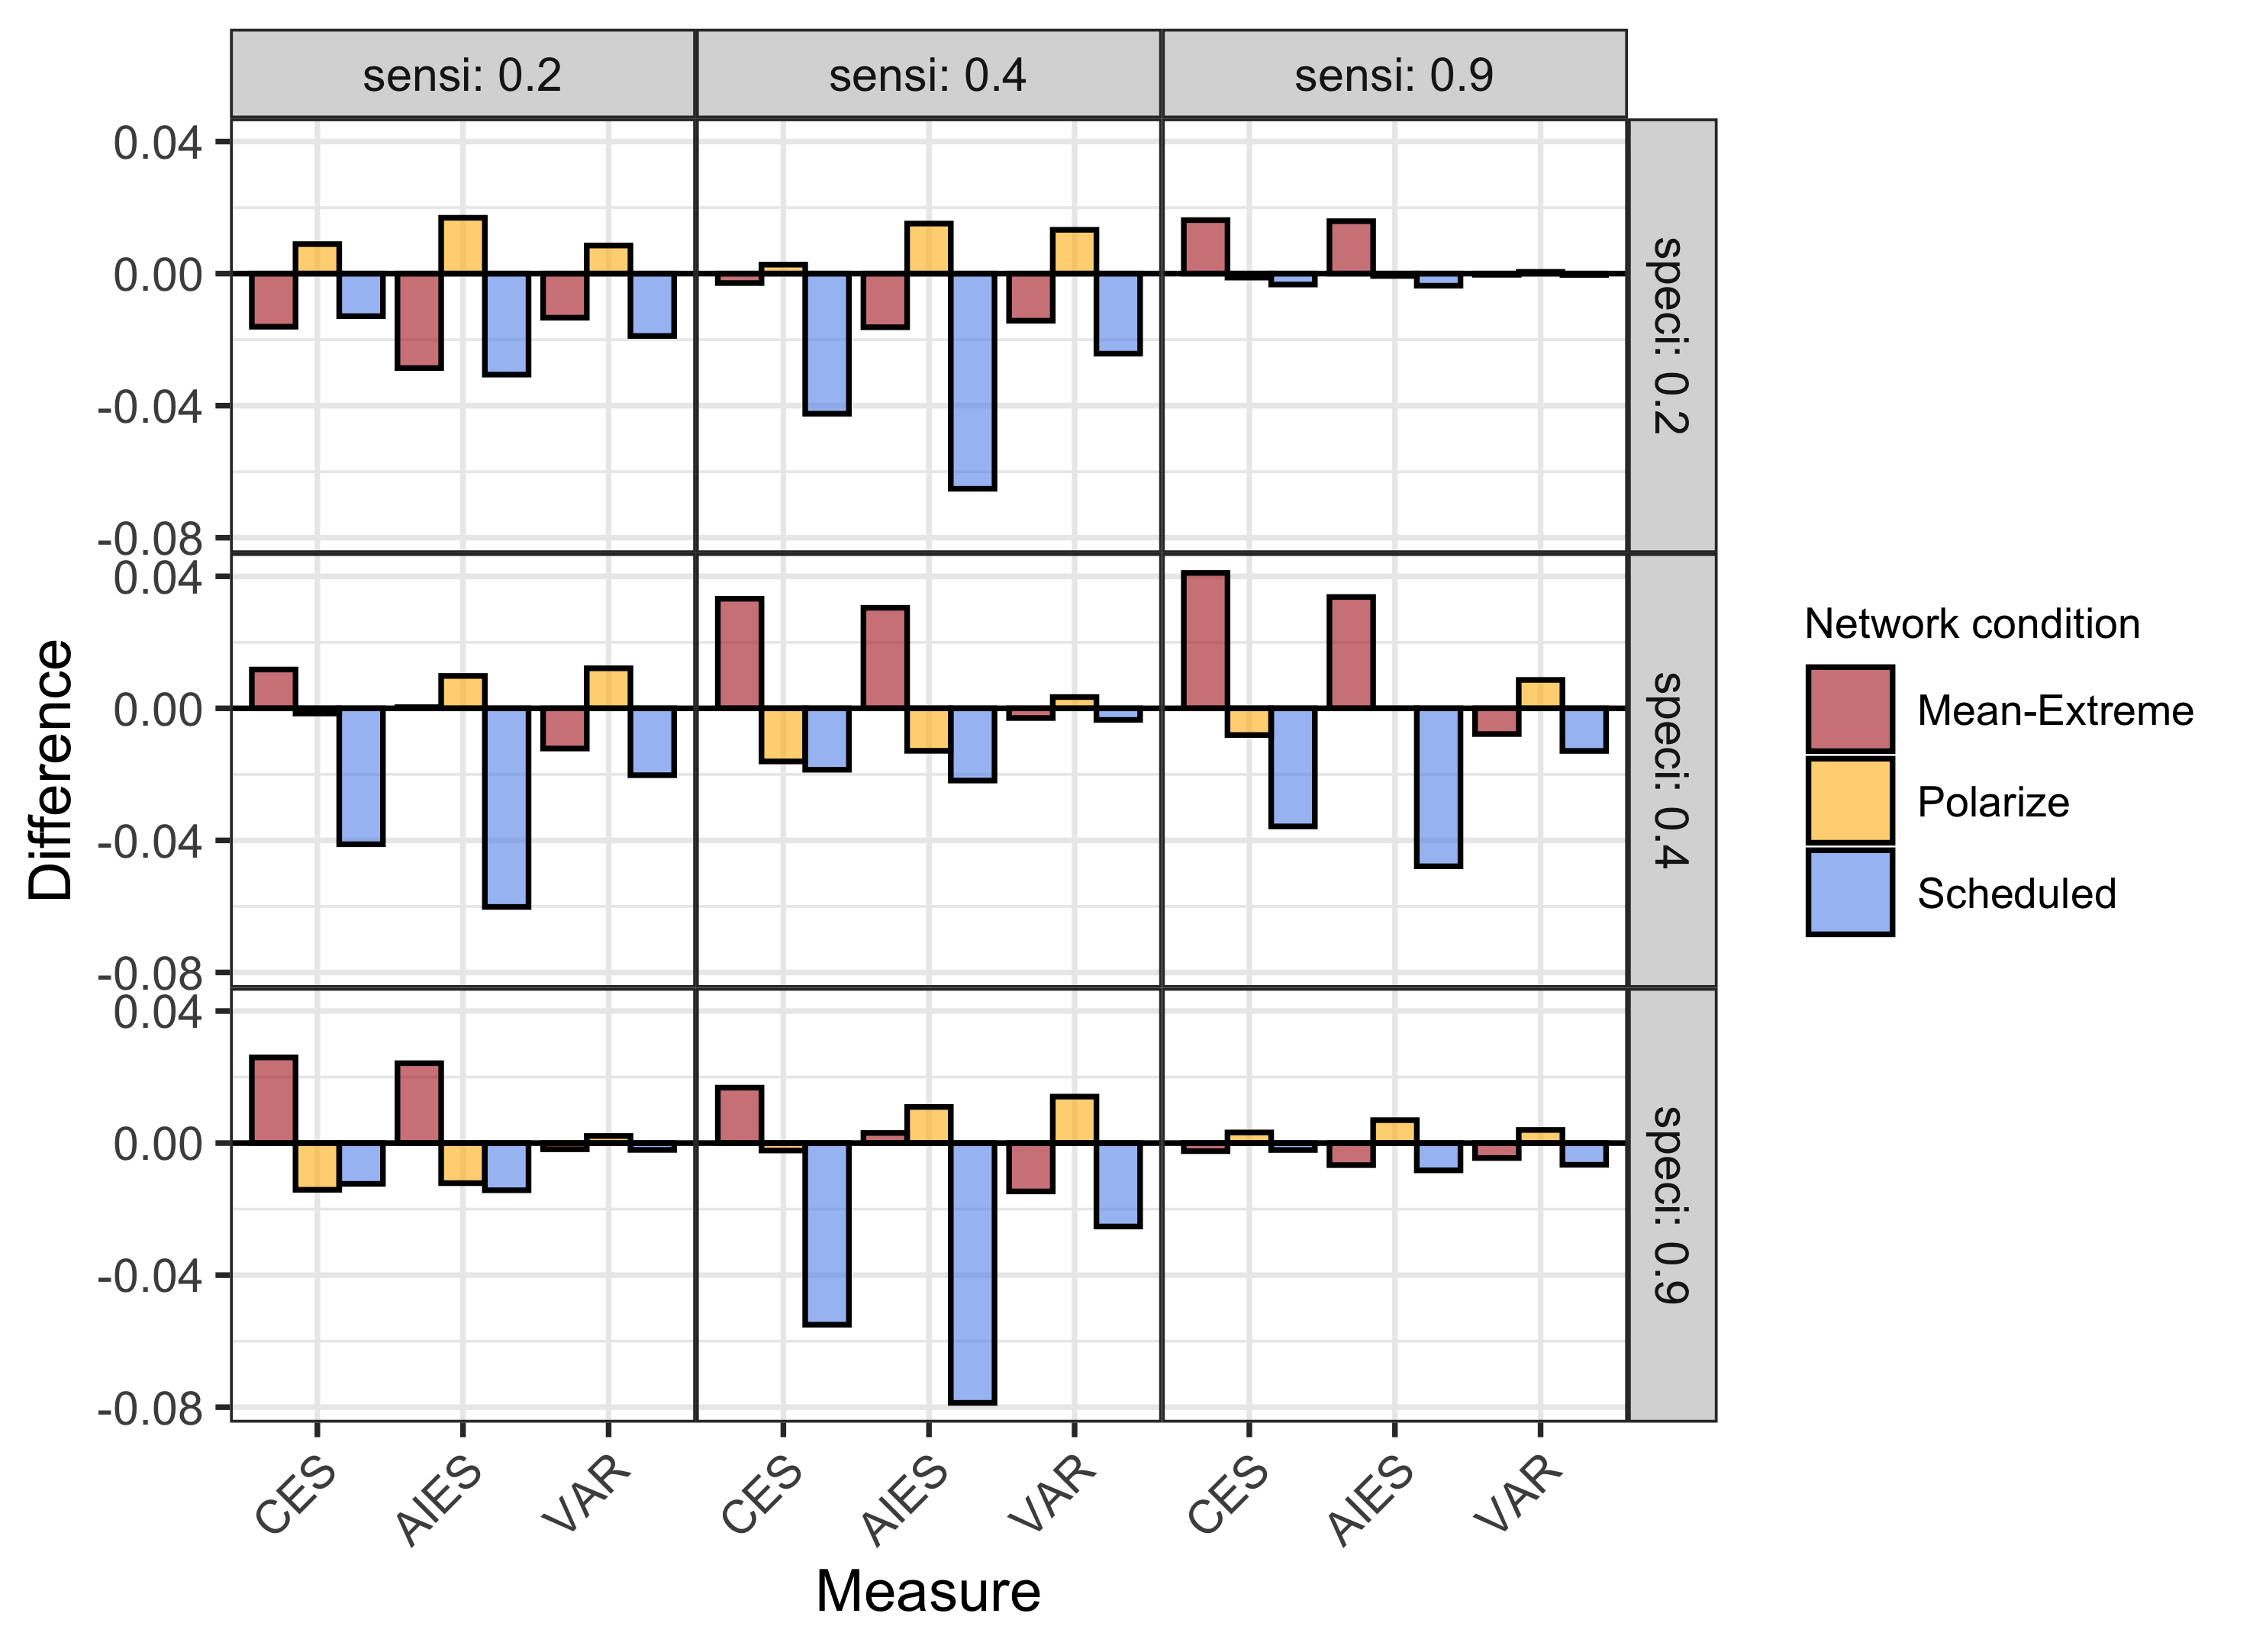 sensi: 0.2
sensi: 0.4
sensi: 0.9
0.04
0.00
-0.04
-0.08
speci: 0.2
0.04
0.00
-0.04
-0.08
speci: 0.4
0.04
0.00
-0.04
-0.08
speci: 0.9
Difference
CES
AIES
VAR
CES
AIES
VAR
CES
AIES
VAR
Measure
Network condition
Mean-Extreme
Polarize
Scheduled